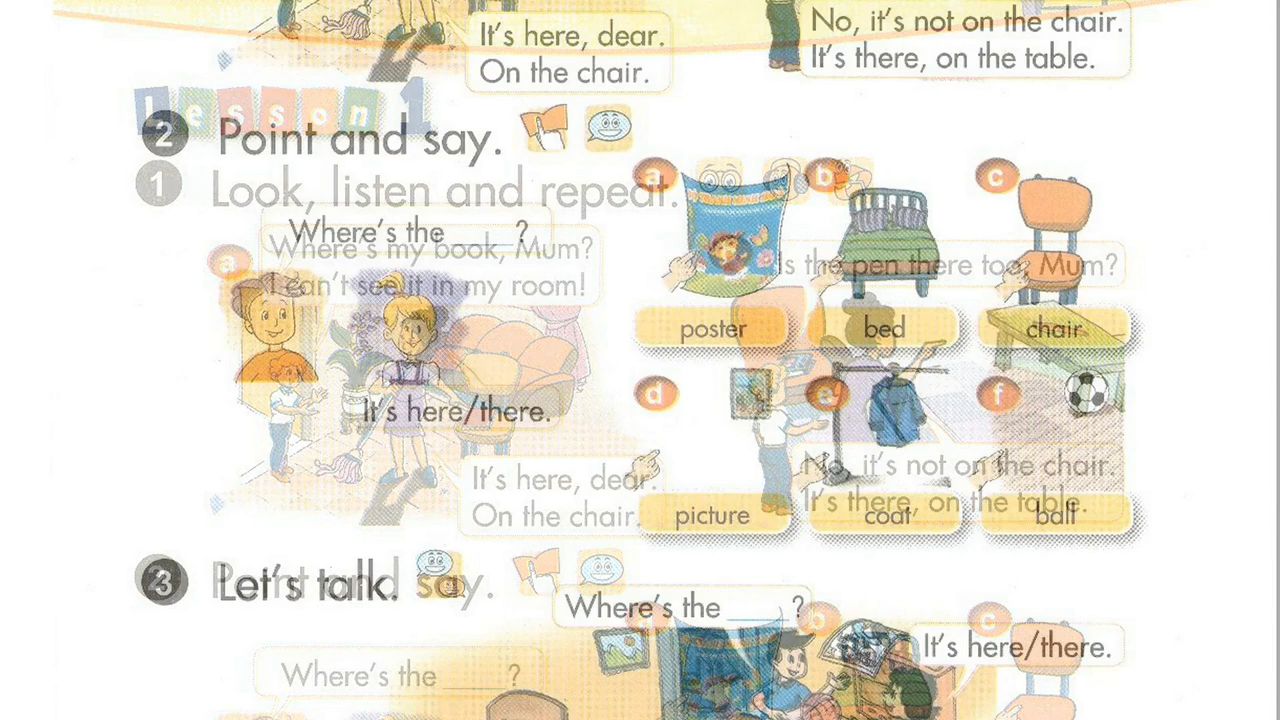 It's here, dear.
On the chair.
No, it's not on the chair.
It's there, on the table.
Lesson 1
2 Point and say.
1 Look, listen and repeat.
a
b
c
Where's the ____ ?
a
Where's my book, Mum?
I can't see it in my room!
Is the pen there too, Mum?
poster
bed
chair
d
e
f
It's here/there.
It's here, dear.
On the chair.
No, it's not on the chair.
It's there, on the table.
picture
coat
ball
3 Let's talk.
2 Point and say.
Where's the ____ ?
a
b
c
It's here/there.
Where's the ____ ?